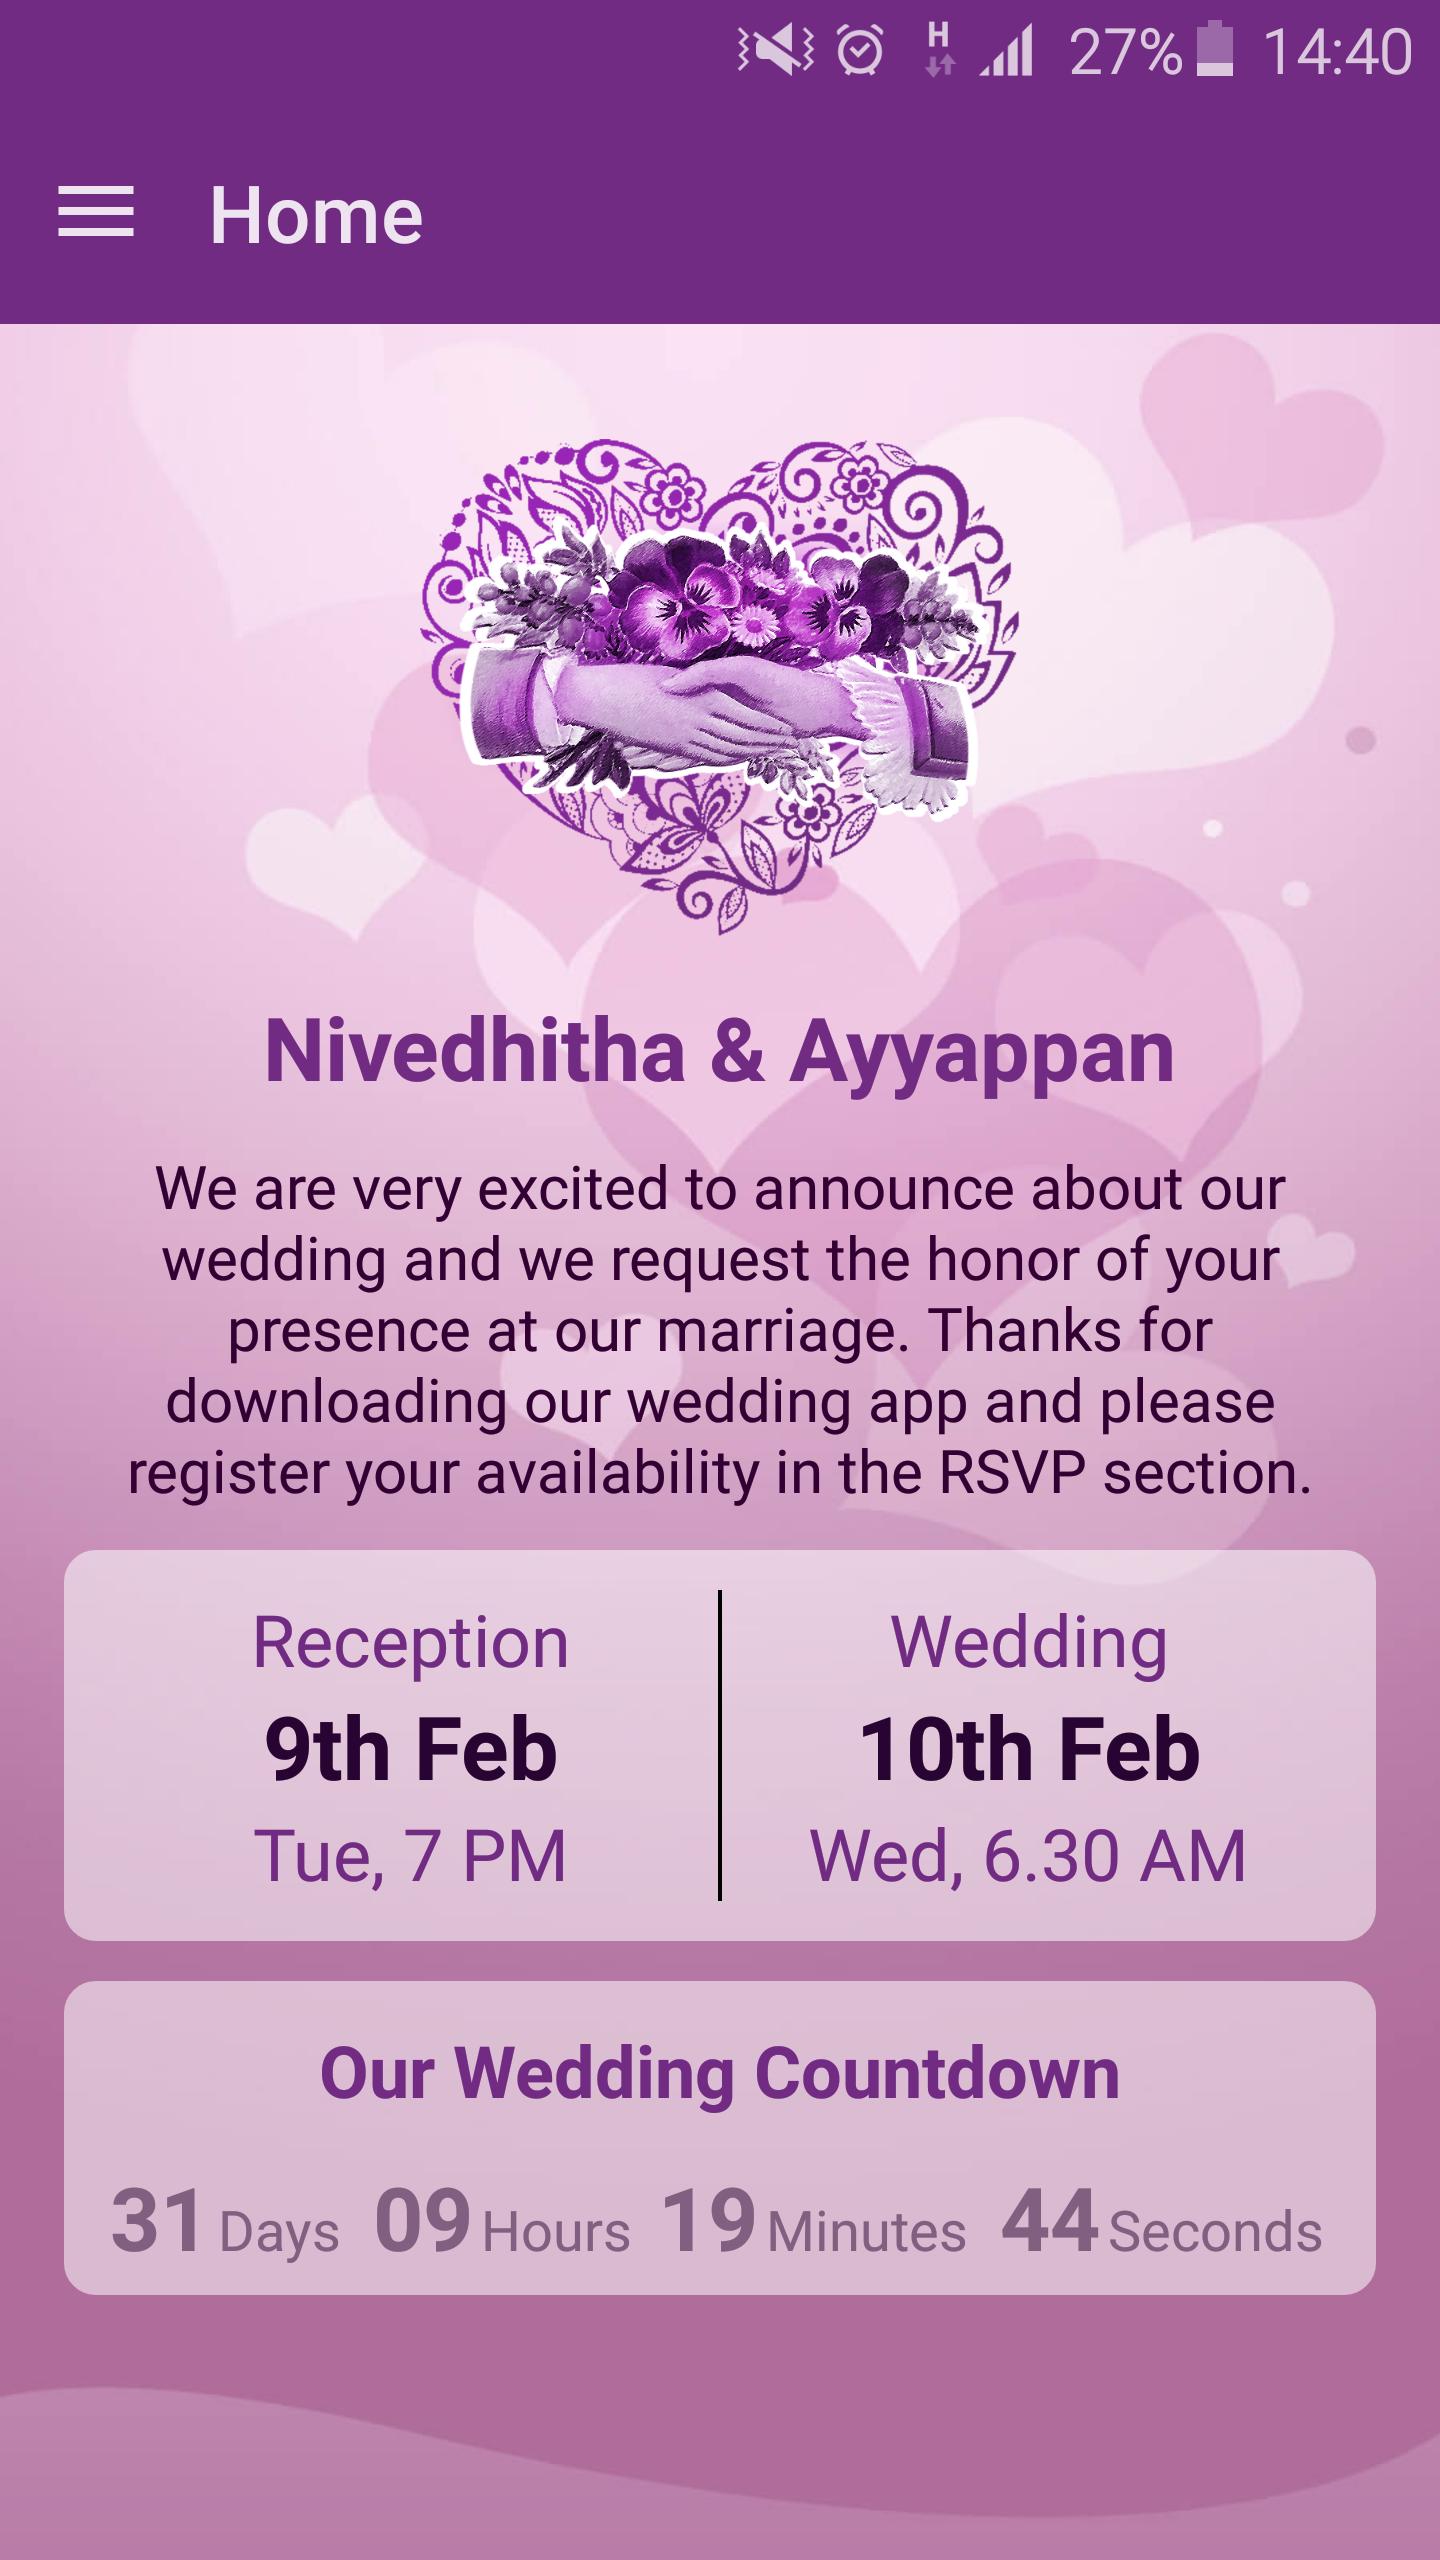 H 27% 14:40
Home
Nivedhitha & Ayyappan
We are very excited to announce about our
wedding and we request the honor of your
presence at our marriage. Thanks for
downloading our wedding app and please
register your availability in the RSVP section.
Reception
9th Feb
Tue, 7 PM
Wedding
10th Feb
Wed, 6.30 AM
Our Wedding Countdown
31 Days 09 Hours 19 Minutes 44 Seconds